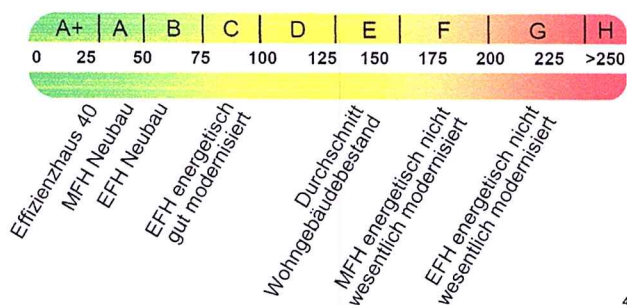 A+ A B C D E F G H
0 25 50 75 100 125 150 175 200 225 >250
Effizienzhaus 40
MFH Neubau
EFH Neubau
EFH energetisch
gut modernisiert
Durchschnitt
Wohngebäudebestand
MFH energetisch nicht
wesentlich modernisiert
EFH energetisch nicht
wesentlich modernisiert